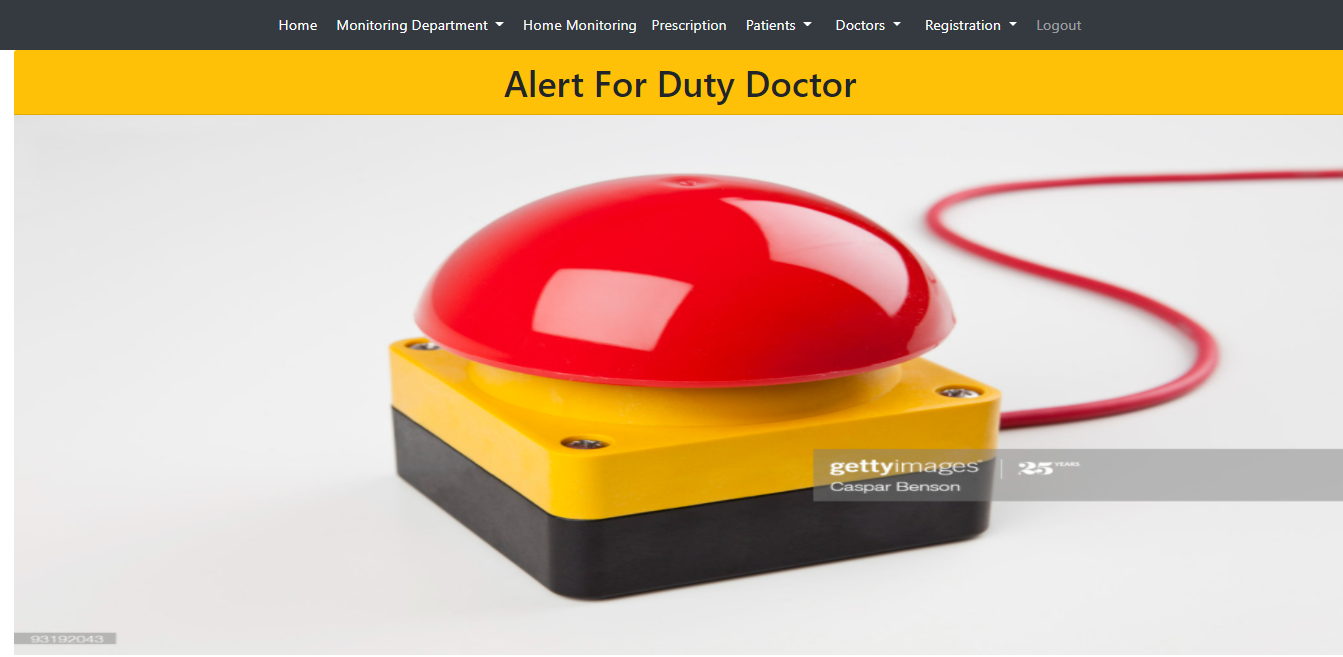 Home Monitoring Department Home Monitoring Prescription Patients Doctors Registration Logout
Alert For Duty Doctor
gettyimages 25 YEARS
Caspar Benson
93192043